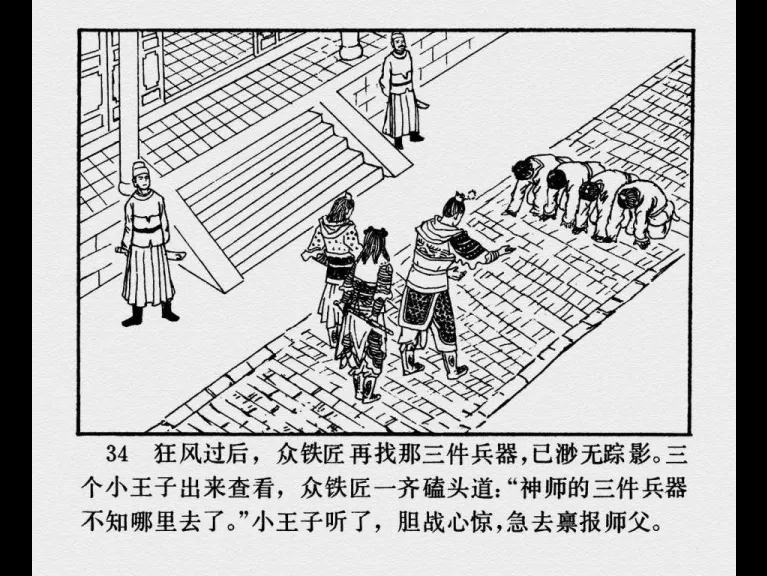 34 狂风过后，众铁匠再找那三件兵器，已渺无踪影。三
个小王子出来查看，众铁匠一齐磕头道：“神师的三件兵器
不知哪里去了。”小王子听了，胆战心惊，急去禀报师父。